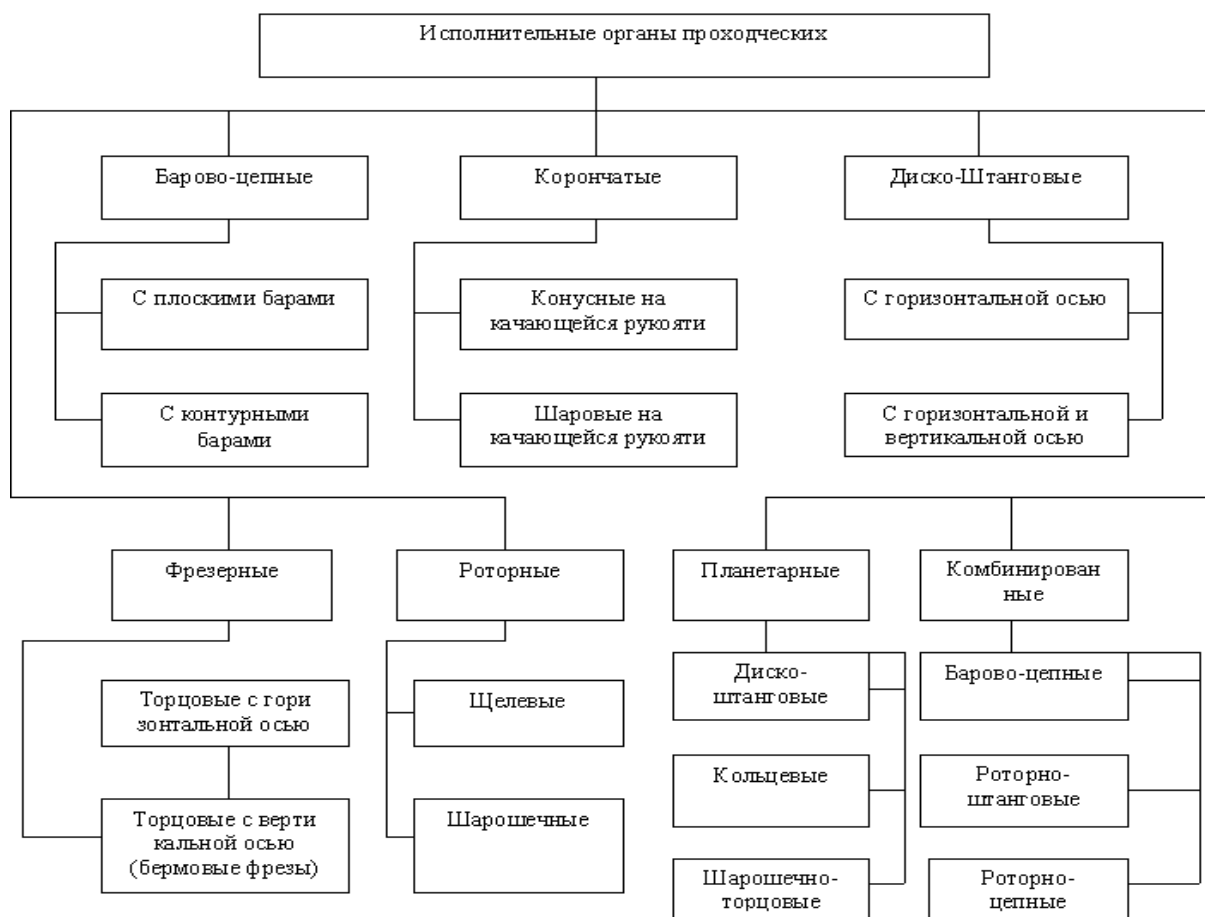 Исполнительные органы проходческих
Барово-цепные
Корончатые
Диско-Штанговые
С плоскими барами
Конусные на
качающейся рукояти
С горизонтальной осью
С контурными
барами
Шаровые на
качающейся рукояти
С горизонтальной и
вертикальной осью
Фрезерные
Роторные
Планетарные
Комбинирован
ные
Торцовые с гори
зонтальной осью
Щелевые
Диско-
штанговые
Барово-цепные
Кольцевые
Роторно-
штанговые
Торцовые с верти
кальной осью
(бермовые фрезы)
Шарошечные
Шарошечно-
торцовые
Роторно-
цепные